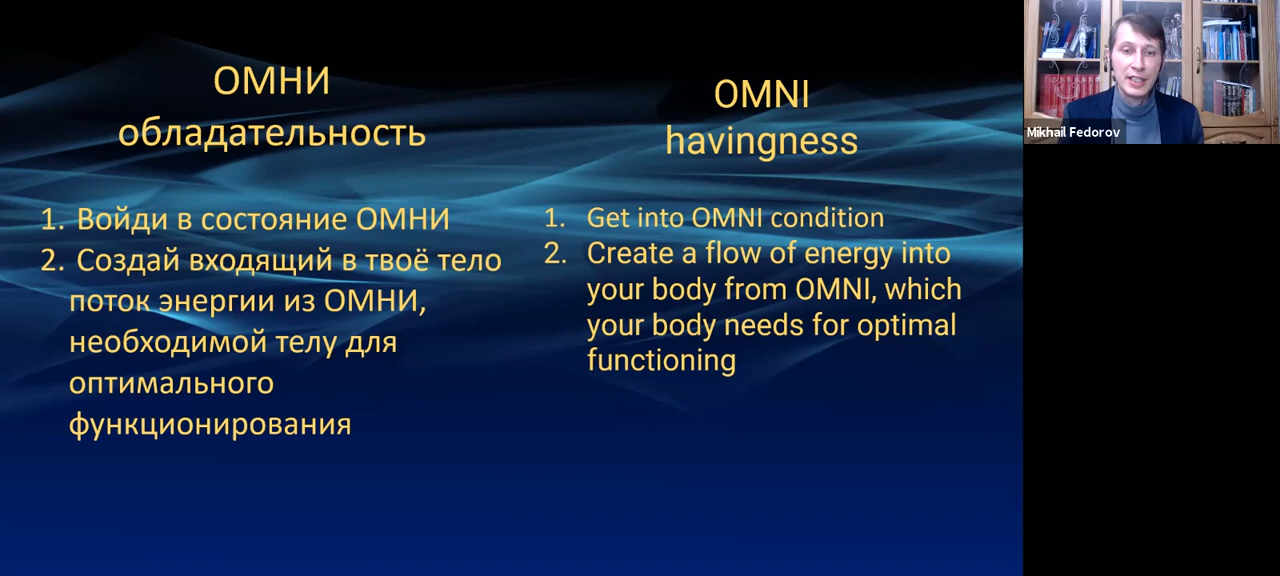 ОМНИ
обладательность
1. Войди в состояние ОМНИ
2. Создай входящий в твоё тело
поток энергии из ОМНИ,
необходимой телу для
оптимального
функционирования
OMNI
havingness
1. Get into OMNI condition
2. Create a flow of energy into
your body from OMNI, which
your body needs for optimal
functioning
Mikhail Fedorov